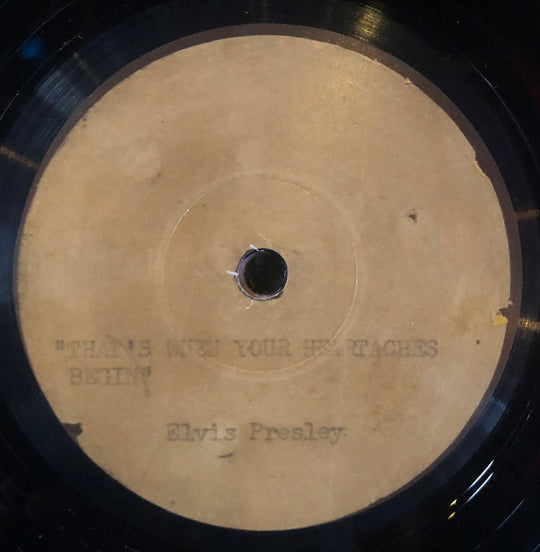 "THAT'S WHEN YOUR HEARTACHES
BEGIN"
Elvis Presley